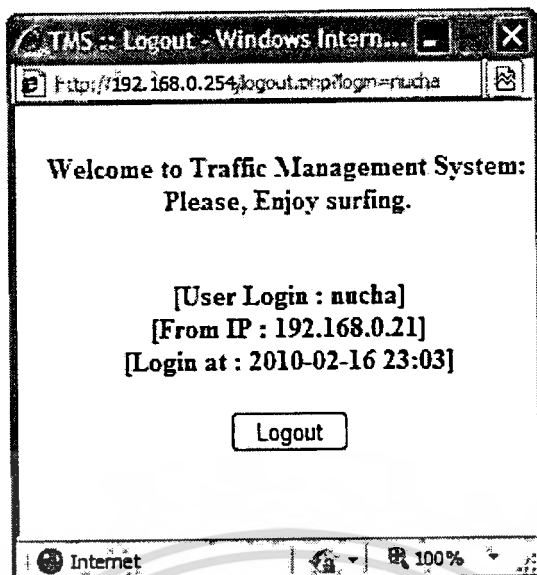 TMS :: Logout - Windows Intern...
http://192.168.0.254/logout.php?login=nucha
Welcome to Traffic Management System:
Please, Enjoy surfing.
[User Login : nucha]
[From IP : 192.168.0.21]
[Login at : 2010-02-16 23:03]
Logout
Internet
100%